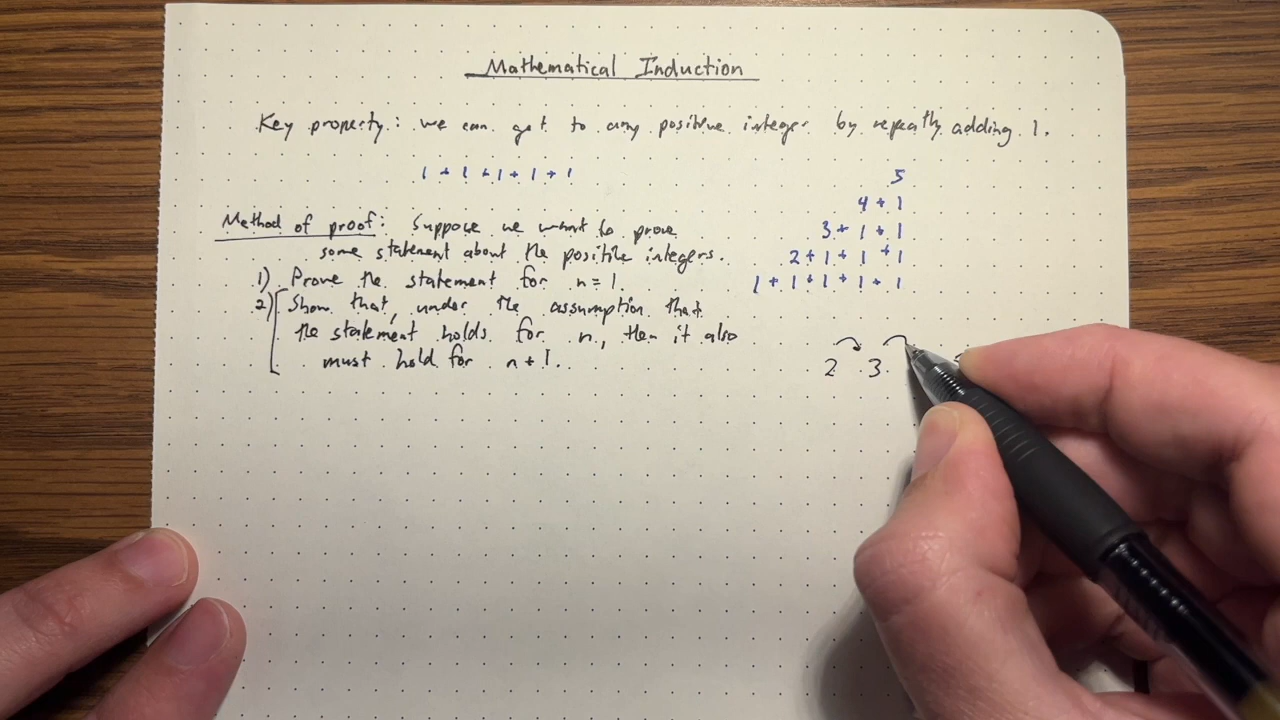 Mathematical Induction
Key property: we can get to any positive integer by repeatly adding 1.
1 + 1 + 1 + 1 + 1
5
4 + 1
3 + 1 + 1
2 + 1 + 1 + 1
1 + 1 + 1 + 1 + 1
Method of proof: Suppose we want to prove
some statement about the positive integers.
1) Prove the statement for n = 1.
2) Show that, under the assumption that
the statement holds for n, then it also
must hold for n + 1.
2 3